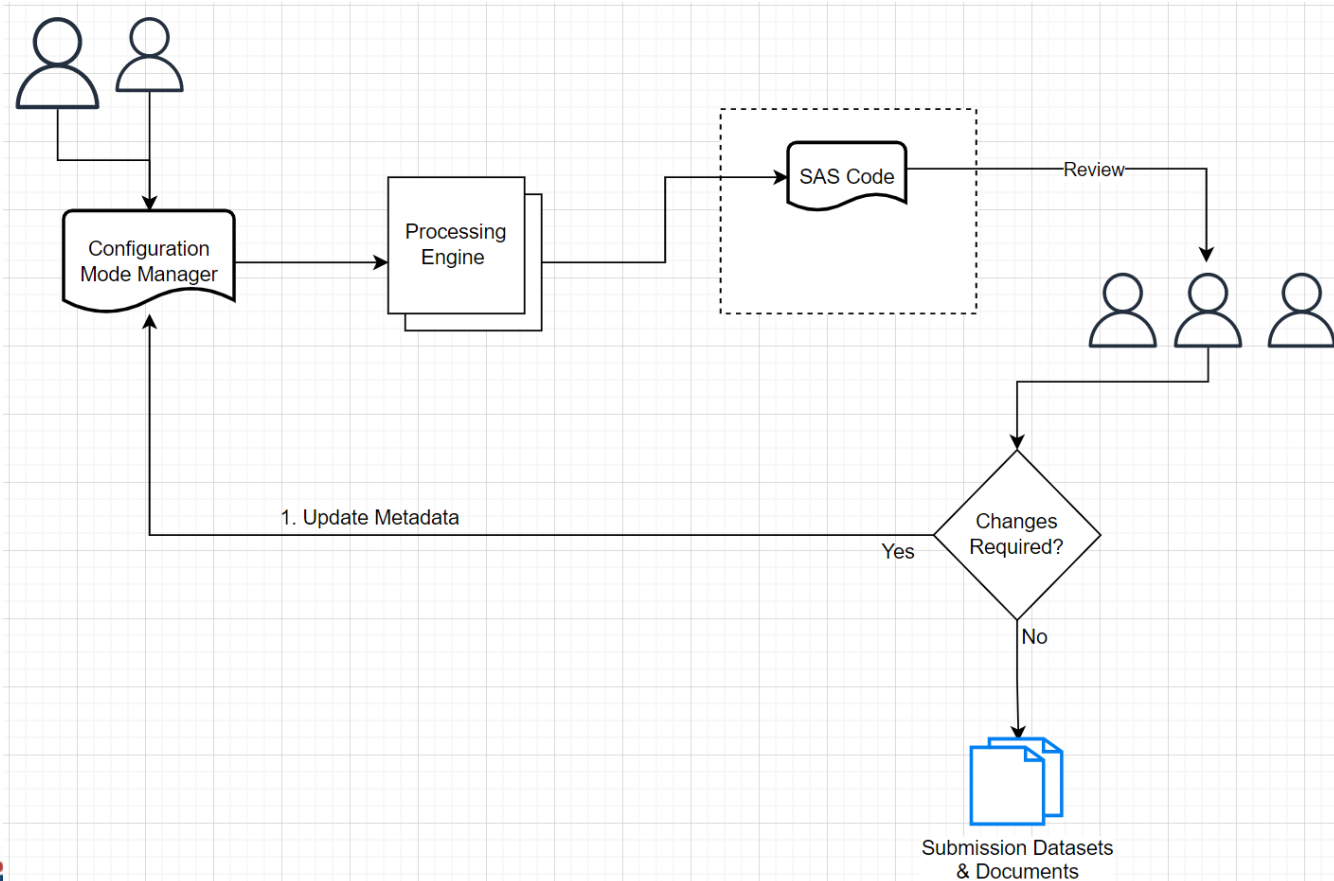 SAS Code
Review
Processing
Engine
Configuration
Mode Manager
1. Update Metadata
Changes
Required?
Yes
No
Submission Datasets
& Documents